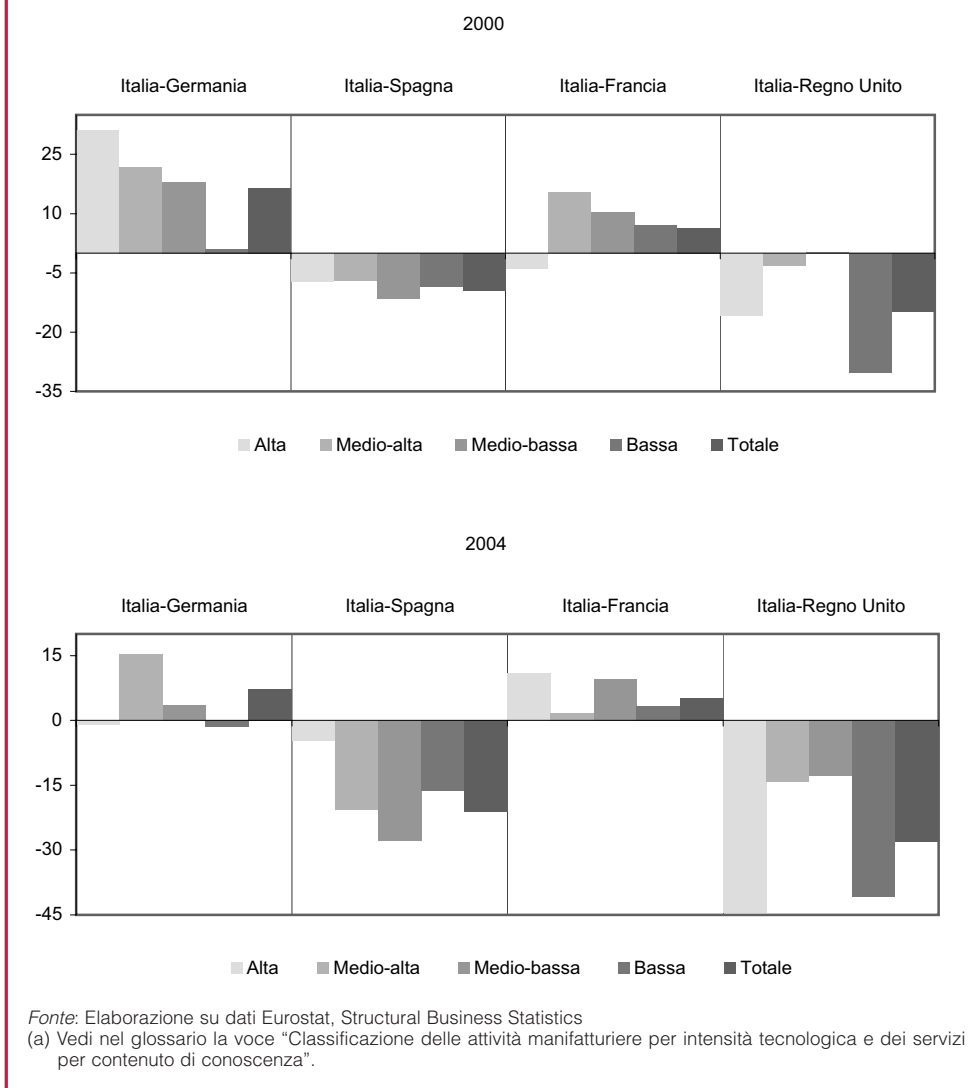 2000
Italia-Germania Italia-Spagna Italia-Francia Italia-Regno Unito
25
10
-5
-20
-35
Alta Medio-alta Medio-bassa Bassa Totale
2004
Italia-Germania Italia-Spagna Italia-Francia Italia-Regno Unito
15
0
-15
-30
-45
Alta Medio-alta Medio-bassa Bassa Totale
Fonte: Elaborazione su dati Eurostat, Structural Business Statistics
(a) Vedi nel glossario la voce “Classificazione delle attività manifatturiere per intensità tecnologica e dei servizi
per contenuto di conoscenza”.